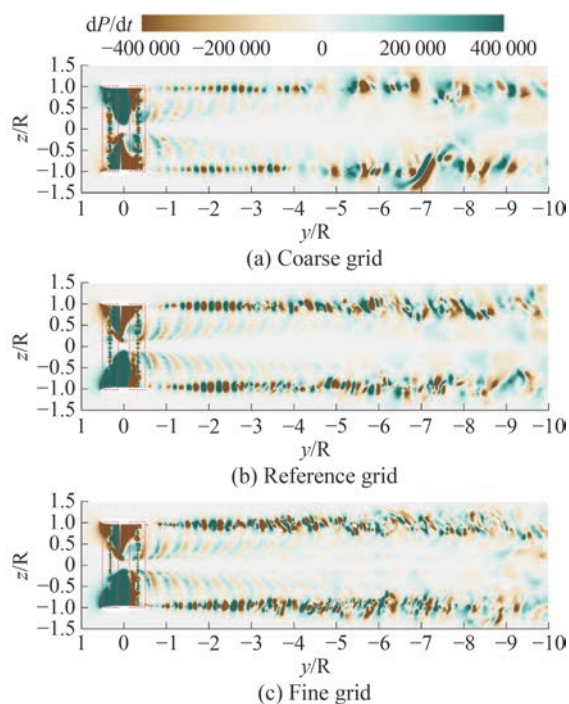 dP/dt
−400 000 −200 000 0 200 000 400 000
1.5
1.0
0.5
0
−0.5
−1.0
−1.5
z/R
1 0 −1 −2 −3 −4 −5 −6 −7 −8 −9 −10
y/R
(a) Coarse grid
1.5
1.0
0.5
0
−0.5
−1.0
−1.5
z/R
1 0 −1 −2 −3 −4 −5 −6 −7 −8 −9 −10
y/R
(b) Reference grid
1.5
1.0
0.5
0
−0.5
−1.0
−1.5
z/R
1 0 −1 −2 −3 −4 −5 −6 −7 −8 −9 −10
y/R
(c) Fine grid